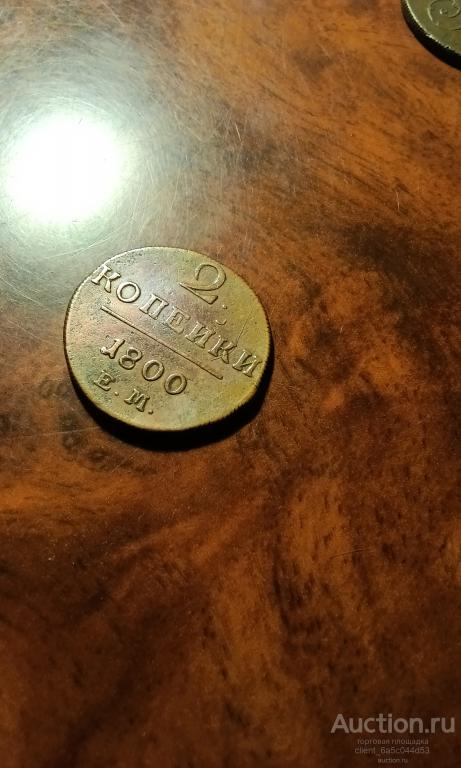 2.
КОПЕЙКИ
1800
Е.М.
Auction.ru
торговая площадка
client_6a5c044d53
auction.ru